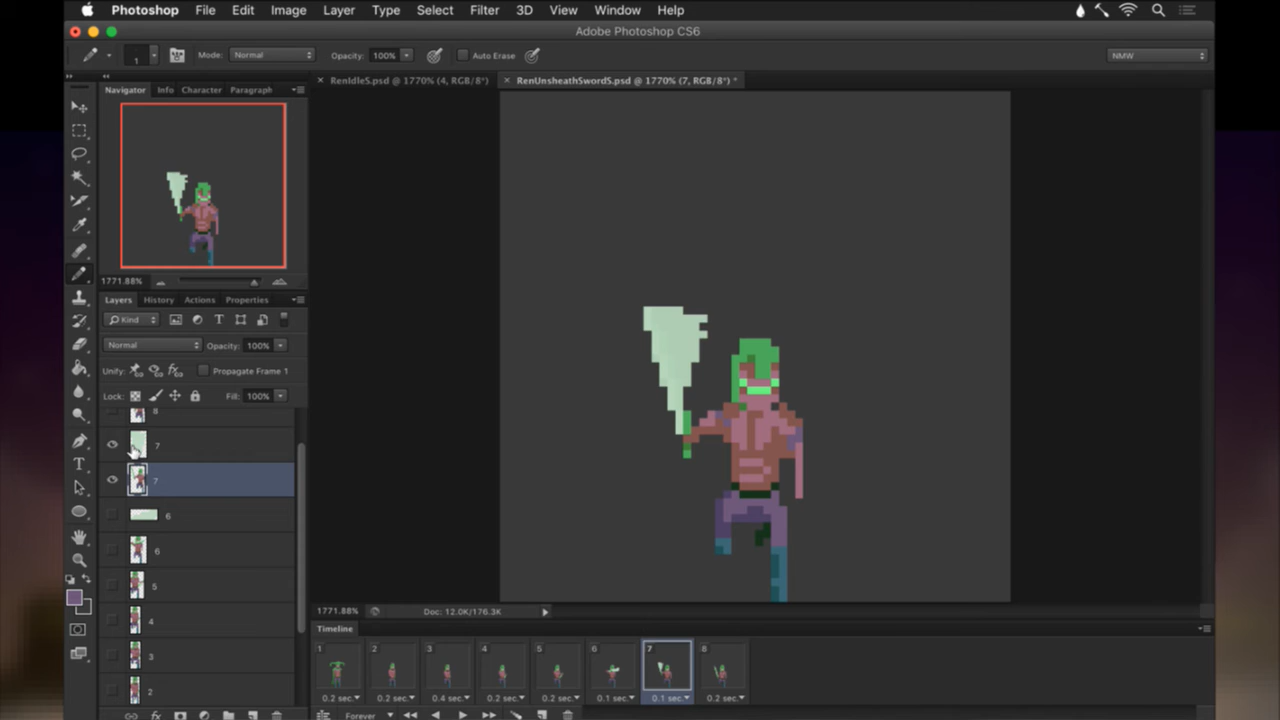 Photoshop File Edit Image Layer Type Select Filter 3D View Window Help
Adobe Photoshop CS6
1 Mode: Normal Opacity: 100% Auto Erase NMW
RenIdleS.psd @ 1770% (4, RGB/8*) RenUnsheathSwordS.psd @ 1770% (7, RGB/8*) *
Navigator Info Character Paragraph
1771.88%
Layers History Actions Properties
Kind
Normal Opacity: 100%
Unify: Propagate Frame 1
Lock: Fill: 100%
8
7
7
6
6
5
4
3
2
1771.88% Doc: 12.0K/176.3K
Timeline
1 2 3 4 5 6 7 8
0.2 sec. 0.2 sec. 0.4 sec. 0.2 sec. 0.2 sec. 0.1 sec. 0.1 sec. 0.2 sec.
Forever